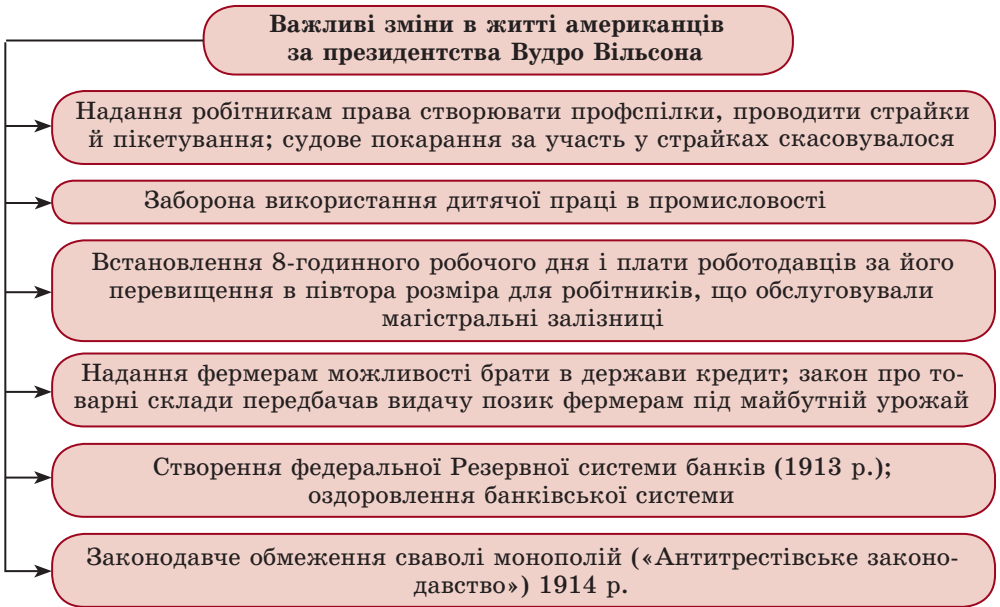 Важливі зміни в житті американців
за президентства Вудро Вільсона
Надання робітникам права створювати профспілки, проводити страйки
й пікетування; судове покарання за участь у страйках скасовувалося
Заборона використання дитячої праці в промисловості
Встановлення 8-годинного робочого дня і плати роботодавців за його
перевищення в півтора розміра для робітників, що обслуговували
магістральні залізниці
Надання фермерам можливості брати в держави кредит; закон про то-
варні склади передбачав видачу позик фермерам під майбутній урожай
Створення федеральної Резервної системи банків (1913 р.);
оздоровлення банківської системи
Законодавче обмеження сваволі монополій («Антитрестівське законо-
давство») 1914 р.